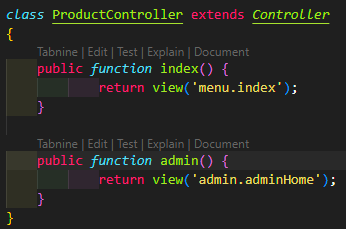 class ProductController extends Controller
{
Tabnine | Edit | Test | Explain | Document
public function index() {
return view('menu.index');
}
Tabnine | Edit | Test | Explain | Document
public function admin() {
return view('admin.adminHome');
}
}